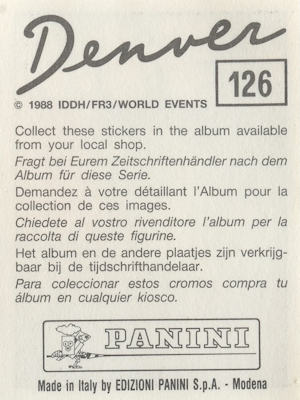 Denver
126
© 1988 IDDH/FR3/WORLD EVENTS
Collect these stickers in the album available
from your local shop.
Fragt bei Eurem Zeitschriftenhändler nach dem
Album für diese Serie.
Demandez à votre détaillant l'Album pour la
collection de ces images.
Chiedete al vostro rivenditore l'album per la
raccolta di queste figurine.
Het album en de andere plaatjes zijn verkrijg-
baar bij de tijdschrifthandelaar.
Para coleccionar estos cromos compra tu
álbum en cualquier kiosco.
PANINI
Made in Italy by EDIZIONI PANINI S.p.A. - Modena